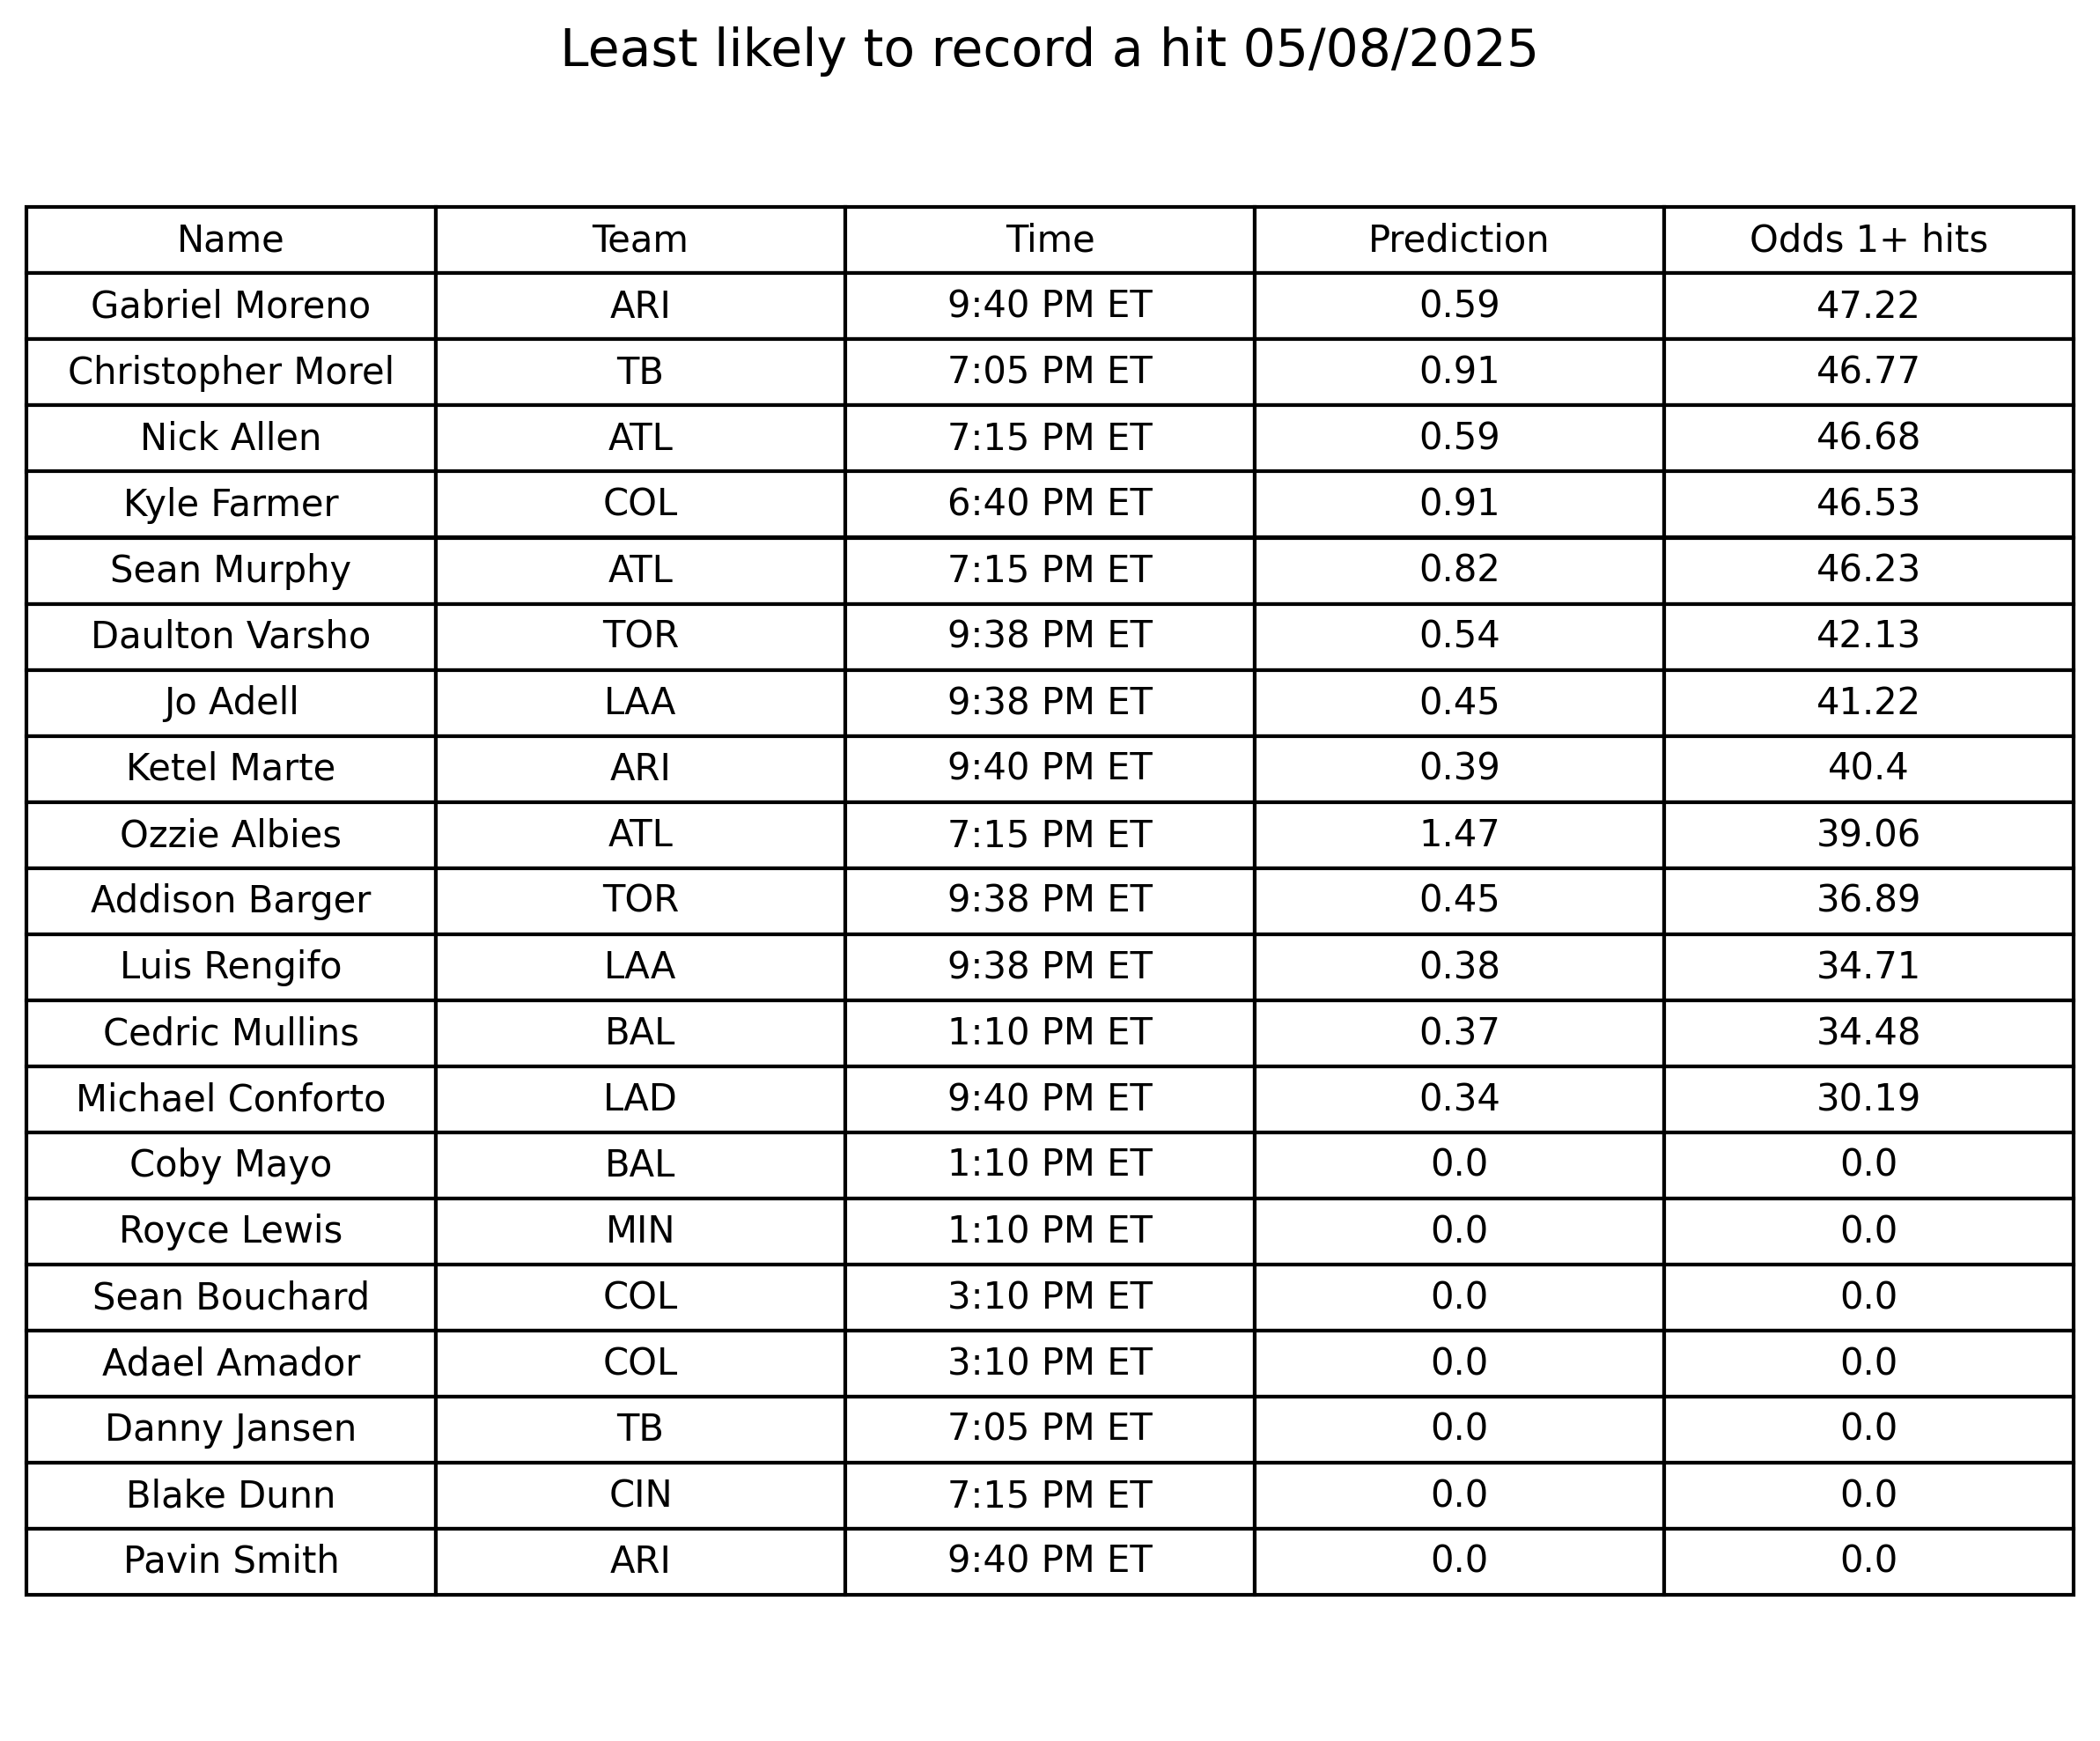 Least likely to record a hit 05/08/2025
Name Team Time Prediction Odds 1+ hits
Gabriel Moreno ARI 9:40 PM ET 0.59 47.22
Christopher Morel TB 7:05 PM ET 0.91 46.77
Nick Allen ATL 7:15 PM ET 0.59 46.68
Kyle Farmer COL 6:40 PM ET 0.91 46.53
Sean Murphy ATL 7:15 PM ET 0.82 46.23
Daulton Varsho TOR 9:38 PM ET 0.54 42.13
Jo Adell LAA 9:38 PM ET 0.45 41.22
Ketel Marte ARI 9:40 PM ET 0.39 40.4
Ozzie Albies ATL 7:15 PM ET 1.47 39.06
Addison Barger TOR 9:38 PM ET 0.45 36.89
Luis Rengifo LAA 9:38 PM ET 0.38 34.71
Cedric Mullins BAL 1:10 PM ET 0.37 34.48
Michael Conforto LAD 9:40 PM ET 0.34 30.19
Coby Mayo BAL 1:10 PM ET 0.0 0.0
Royce Lewis MIN 1:10 PM ET 0.0 0.0
Sean Bouchard COL 3:10 PM ET 0.0 0.0
Adael Amador COL 3:10 PM ET 0.0 0.0
Danny Jansen TB 7:05 PM ET 0.0 0.0
Blake Dunn CIN 7:15 PM ET 0.0 0.0
Pavin Smith ARI 9:40 PM ET 0.0 0.0